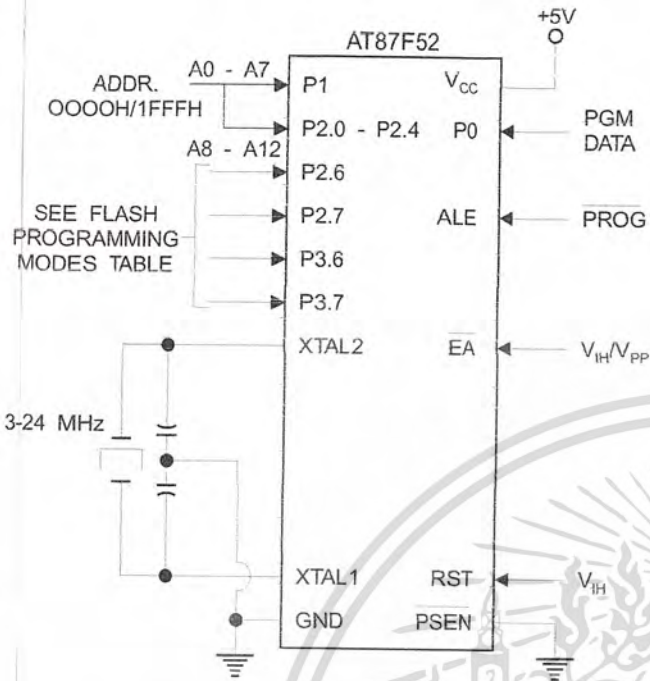 +5V
AT87F52
A0 - A7
ADDR.
OOOOH/1FFFH
P1
VCC
P2.0 - P2.4
P0
PGM
DATA
A8 - A12
P2.6
SEE FLASH
PROGRAMMING
MODES TABLE
P2.7
ALE
PROG
P3.6
P3.7
XTAL2
EA
VIH/VPP
3-24 MHz
XTAL1
RST
VIH
GND
PSEN